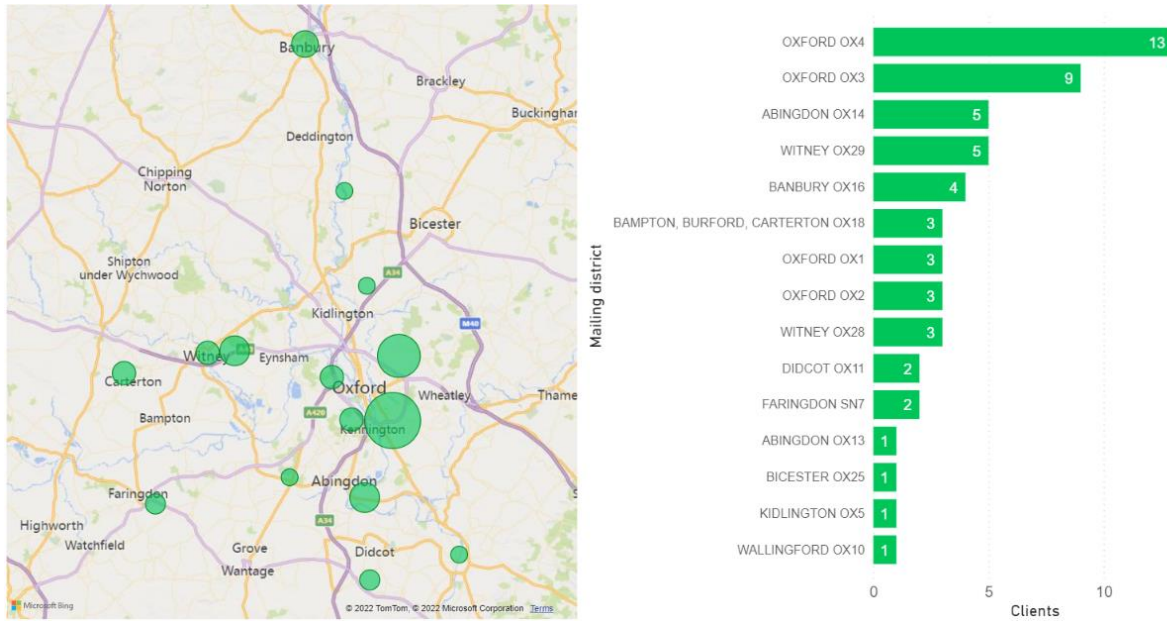 Banbury
Brackley
Buckingham
Deddington
Chipping
Norton
Bicester
Shipton
under Wychwood
A34
Kidlington
M40
Witney
Eynsham
Carterton
Oxford
Wheatley
Thame
Bampton
A420
Kennington
Faringdon
Abingdon
Highworth
Watchfield
A34
Grove
Wantage
Didcot
Microsoft Bing
© 2022 TomTom, © 2022 Microsoft Corporation Terms
Mailing district
OXFORD OX4 13
OXFORD OX3 9
ABINGDON OX14 5
WITNEY OX29 5
BANBURY OX16 4
BAMPTON, BURFORD, CARTERTON OX18 3
OXFORD OX1 3
OXFORD OX2 3
WITNEY OX28 3
DIDCOT OX11 2
FARINGDON SN7 2
ABINGDON OX13 1
BICESTER OX25 1
KIDLINGTON OX5 1
WALLINGFORD OX10 1
0 5 10
Clients